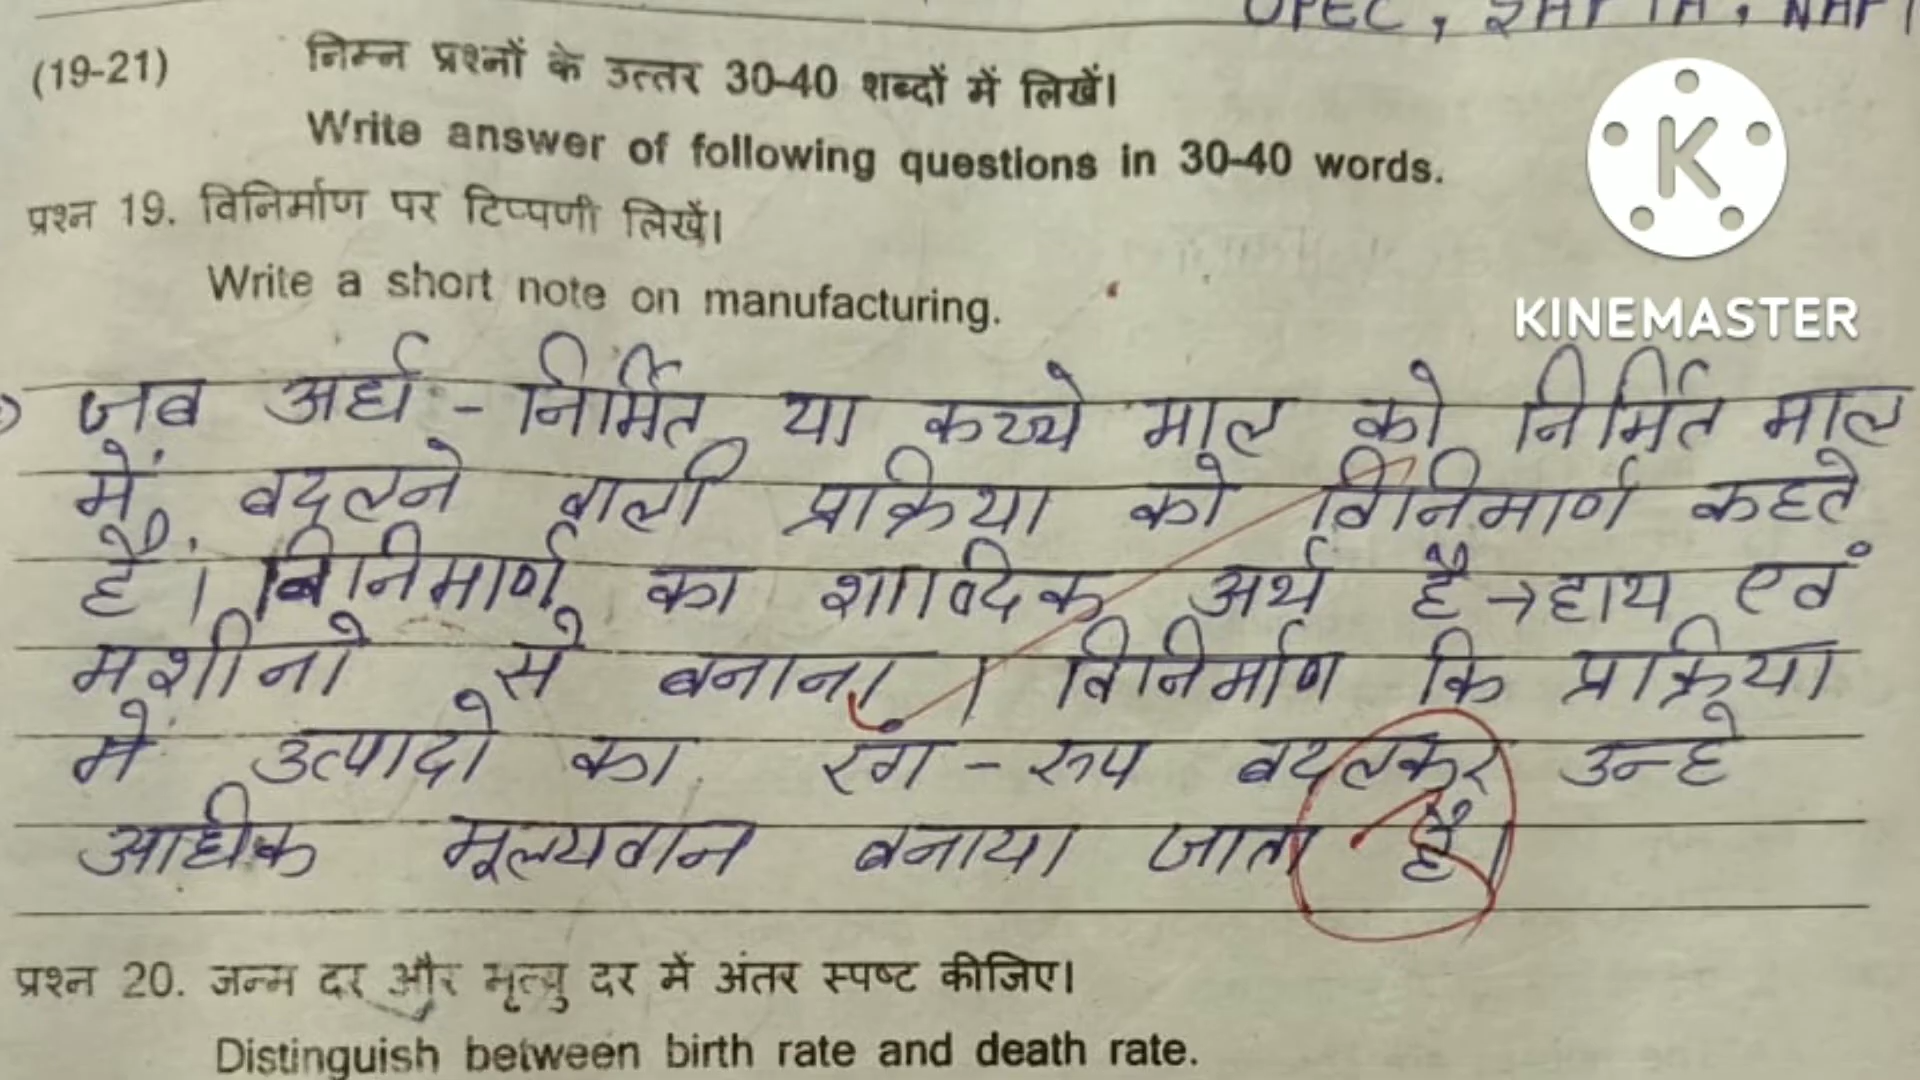 OPEC, SAFTA, NAFT
(19-21) निम्न प्रश्नों के उत्तर 30-40 शब्दों में लिखें।
Write answer of following questions in 30-40 words.
प्रश्न 19. विनिर्माण पर टिप्पणी लिखें।
Write a short note on manufacturing.
K
KINEMASTER
जब अर्ध - निर्मित या कच्चे माल को निर्मित माल
में बदलने वाली प्रक्रिया को विनिमार्ण कहते
हैं। विनिमार्ण का शाब्दिक अर्थ है → हाथ एवं
मशीनो से बनाना। विनिर्माण कि प्रक्रिया
में उत्पादो का रंग - रूप बदलकर उन्हे
अधिक मूल्यवान बनाया जाता है।
प्रश्न 20. जन्म दर और मृत्यु दर में अंतर स्पष्ट कीजिए।
Distinguish between birth rate and death rate.